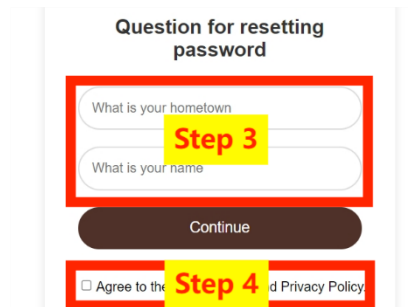 Question for resetting
password
What is your hometown
Step 3
What is your name
Continue
Agree to the Step 4 d Privacy Policy.